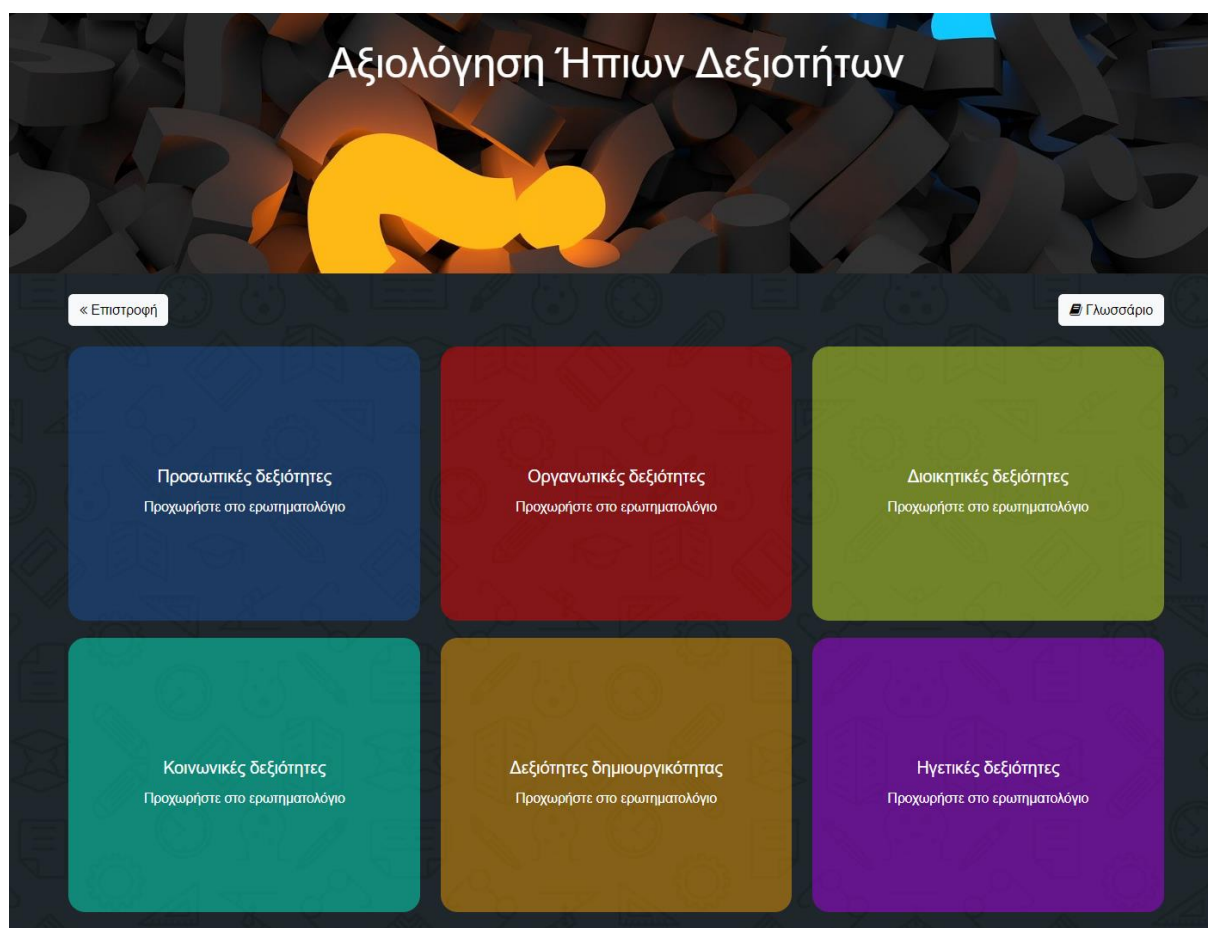 Αξιολόγηση Ήπιων Δεξιοτήτων
« Επιστροφή
Γλωσσάριο
Προσωπικές δεξιότητες
Προχωρήστε στο ερωτηματολόγιο
Οργανωτικές δεξιότητες
Προχωρήστε στο ερωτηματολόγιο
Διοικητικές δεξιότητες
Προχωρήστε στο ερωτηματολόγιο
Κοινωνικές δεξιότητες
Προχωρήστε στο ερωτηματολόγιο
Δεξιότητες δημιουργικότητας
Προχωρήστε στο ερωτηματολόγιο
Ηγετικές δεξιότητες
Προχωρήστε στο ερωτηματολόγιο